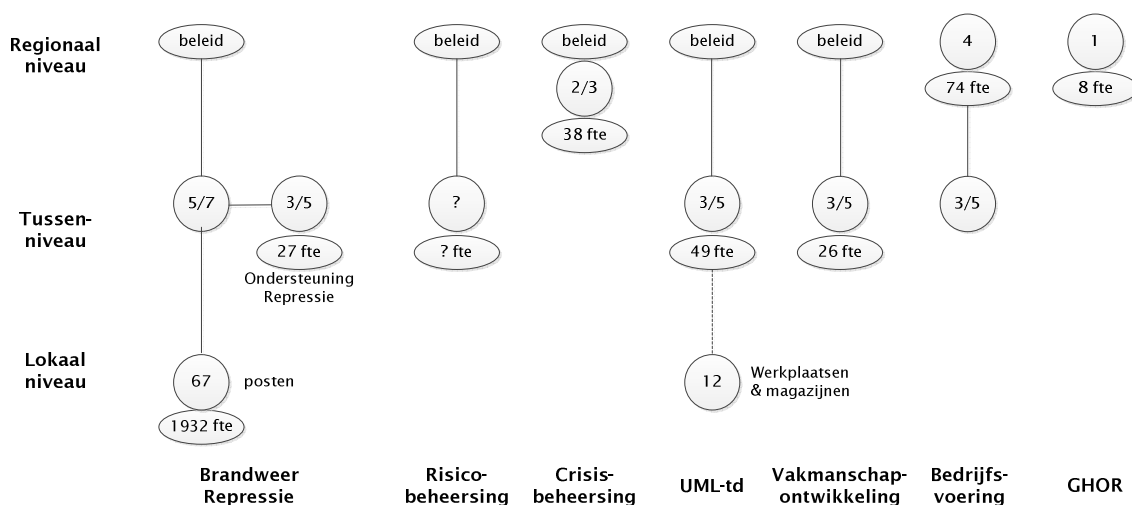 Regionaal
niveau
beleid
beleid
beleid
beleid
beleid
4
1
2/3
74 fte
8 fte
38 fte
Tussen-
niveau
5/7
3/5
?
3/5
3/5
3/5
27 fte
? fte
49 fte
26 fte
Ondersteuning
Repressie
Lokaal
niveau
67
posten
12
Werkplaatsen
& magazijnen
1932 fte
Brandweer
Repressie
Risico-
beheersing
Crisis-
beheersing
UML-td
Vakmanschap-
ontwikkeling
Bedrijfs-
voering
GHOR